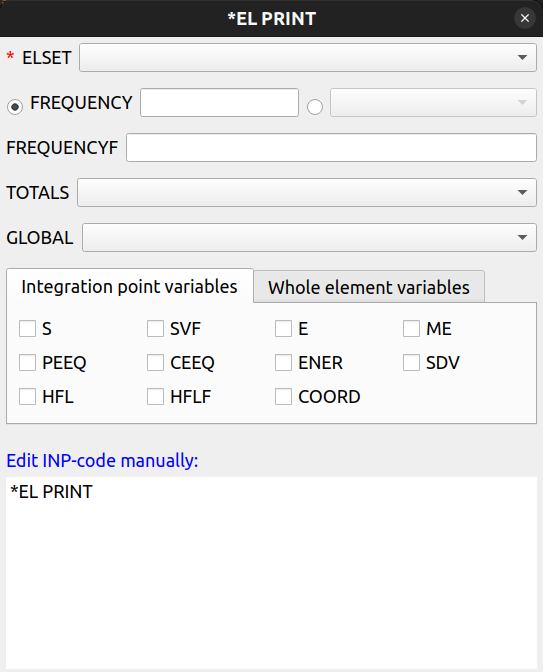 *EL PRINT
* ELSET
FREQUENCY
FREQUENCYF
TOTALS
GLOBAL
Integration point variables Whole element variables
S SVF E ME
PEEQ CEEQ ENER SDV
HFL HFLF COORD
Edit INP-code manually:
*EL PRINT